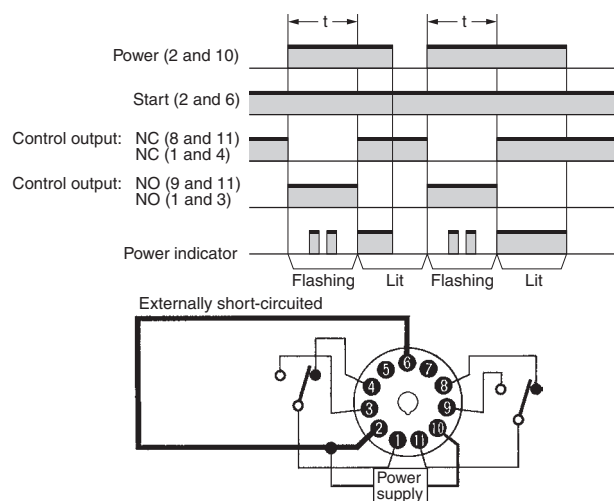 t
t
Power (2 and 10)
Start (2 and 6)
Control output: NC (8 and 11)
NC (1 and 4)
Control output: NO (9 and 11)
NO (1 and 3)
Power indicator
Flashing Lit Flashing Lit
Externally short-circuited
6
5 7
4 8
3 9
2 10
1 11
Power
supply